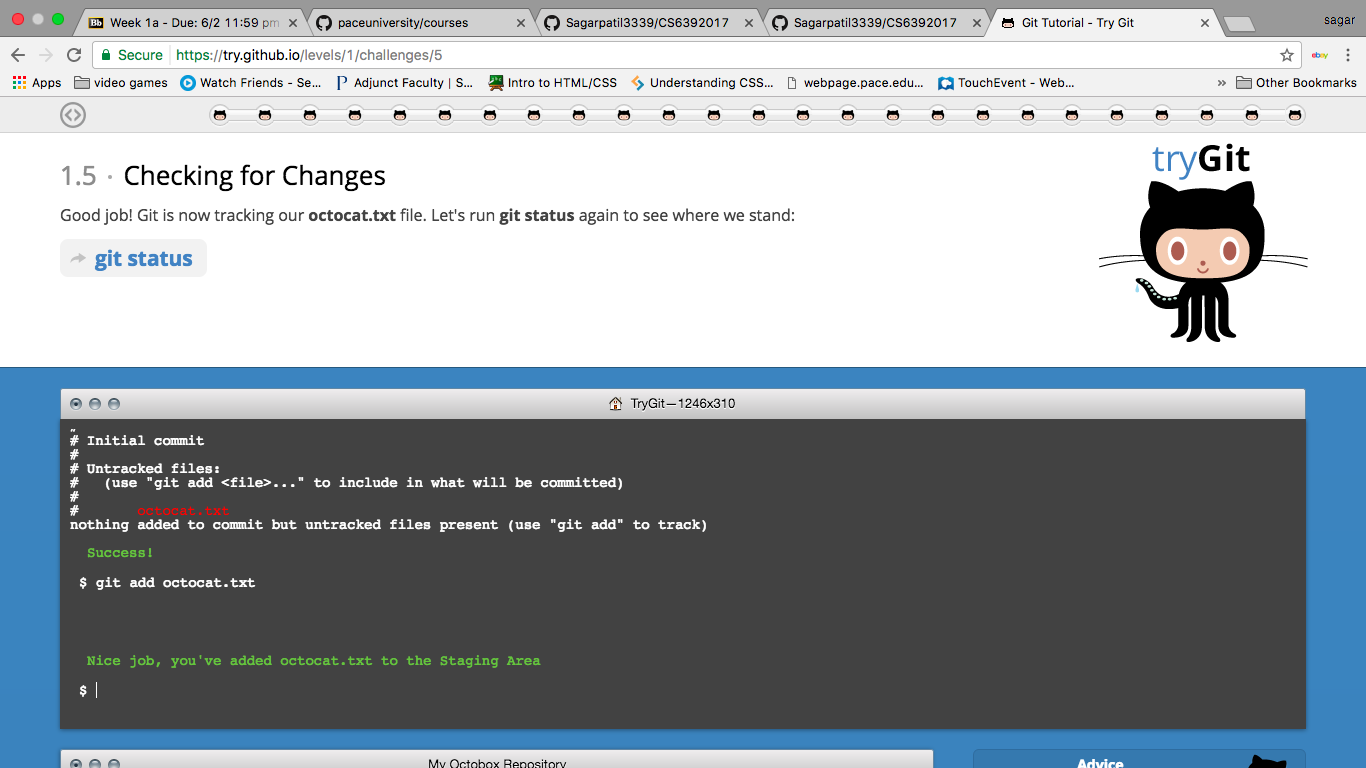 Week 1a - Due: 6/2 11:59 pm
paceuniversity/courses
Sagarpatil3339/CS6392017
Sagarpatil3339/CS6392017
Git Tutorial - Try Git
sagar
Secure https://try.github.io/levels/1/challenges/5
ebay
Apps
video games
Watch Friends - Se...
P Adjunct Faculty | S...
Intro to HTML/CSS
Understanding CSS...
webpage.pace.edu...
TouchEvent - Web...
» Other Bookmarks
tryGit
1.5 · Checking for Changes
Good job! Git is now tracking our octocat.txt file. Let's run git status again to see where we stand:
git status
TryGit—1246x310
# Initial commit
#
# Untracked files:
#   (use "git add <file>..." to include in what will be committed)
#
#       octocat.txt
nothing added to commit but untracked files present (use "git add" to track)
Success!
$ git add octocat.txt
Nice job, you've added octocat.txt to the Staging Area
$
My Octobox Repository
Advice